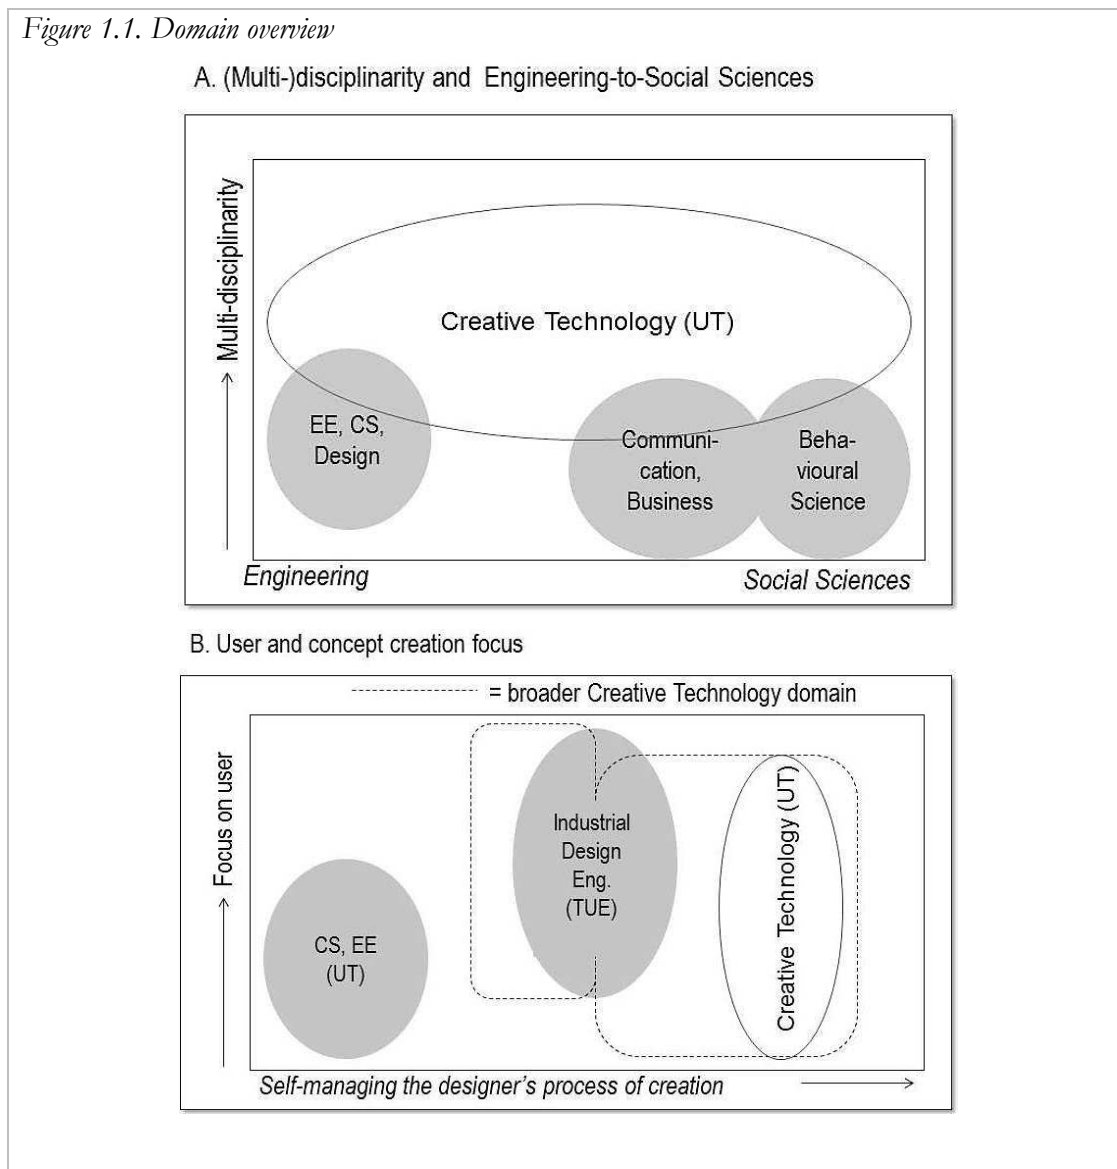 Figure 1.1. Domain overview
A. (Multi-)disciplinarity and Engineering-to-Social Sciences
Multi-disciplinarity
Creative Technology (UT)
EE, CS,
Design
Communi-
cation,
Business
Beha-
vioural
Science
Engineering
Social Sciences
B. User and concept creation focus
= broader Creative Technology domain
Focus on user
CS, EE
(UT)
Industrial
Design
Eng.
(TUE)
Creative Technology (UT)
Self-managing the designer's process of creation